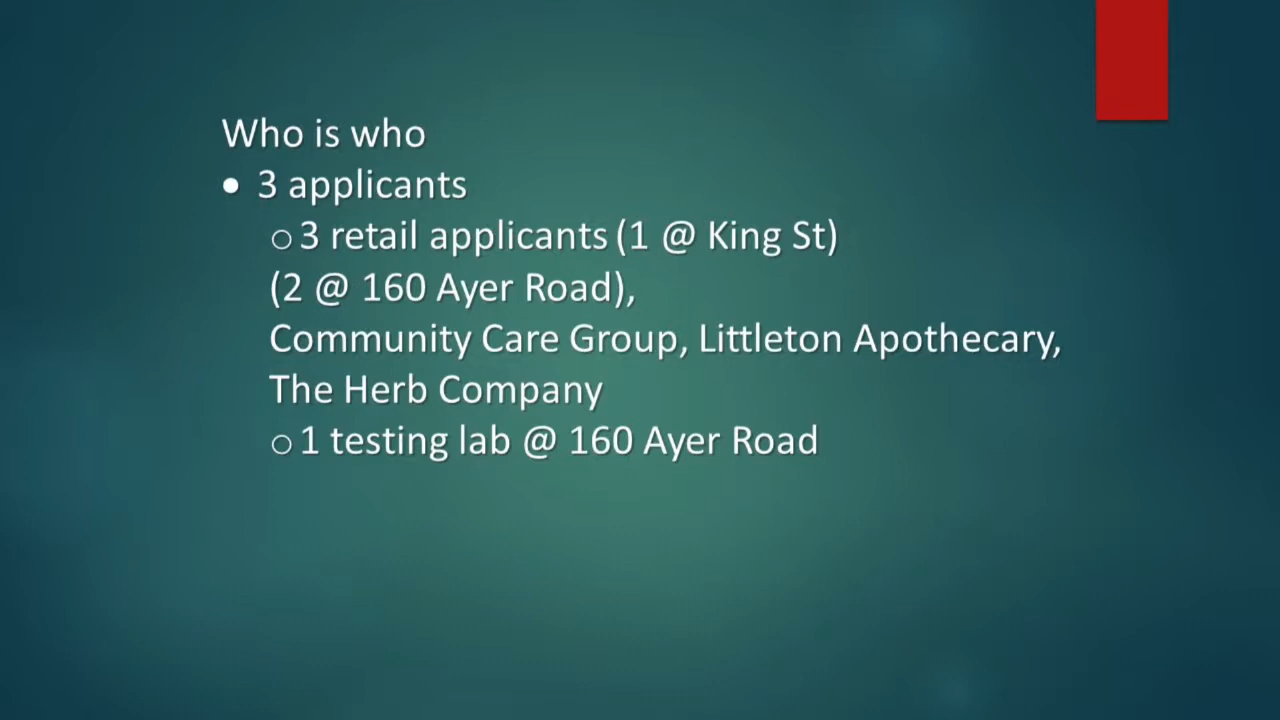 Who is who
• 3 applicants
○ 3 retail applicants (1 @ King St)
(2 @ 160 Ayer Road),
Community Care Group, Littleton Apothecary,
The Herb Company
○ 1 testing lab @ 160 Ayer Road